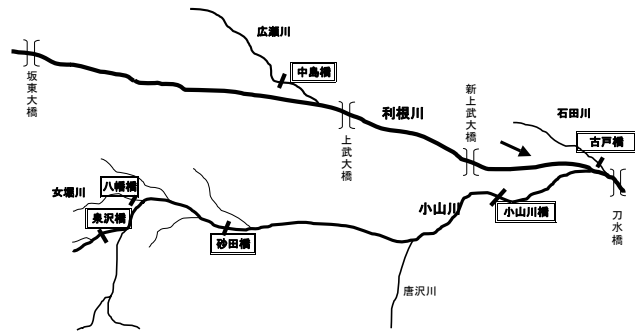 広瀬川
中島橋
坂東大橋
利根川
新上武大橋
石田川
古戸橋
上武大橋
八幡橋
女堀川
泉沢橋
小山川
小山川橋
砂田橋
刀水橋
唐沢川